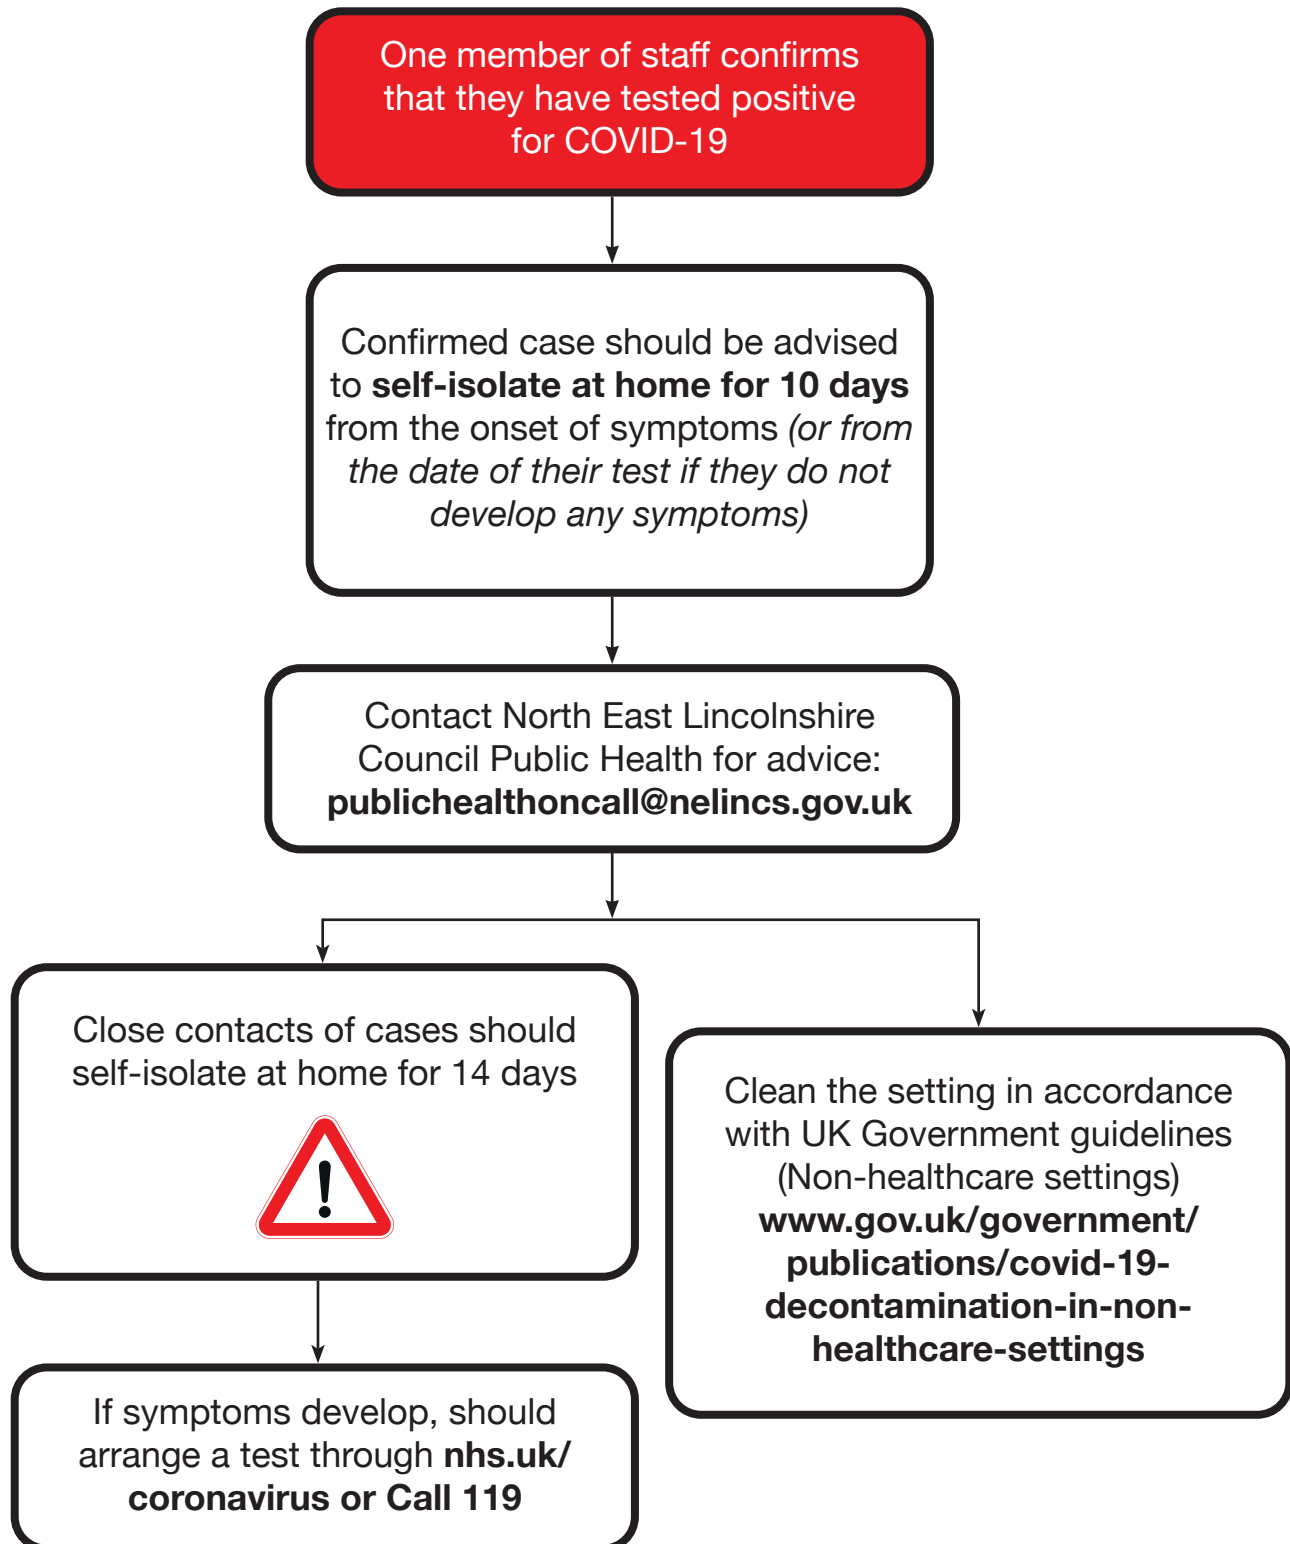 One member of staff confirms
that they have tested positive
for COVID-19
Confirmed case should be advised
to self-isolate at home for 10 days
from the onset of symptoms (or from
the date of their test if they do not
develop any symptoms)
Contact North East Lincolnshire
Council Public Health for advice:
publichealthoncall@nelincs.gov.uk
Close contacts of cases should
self-isolate at home for 14 days
!
If symptoms develop, should
arrange a test through nhs.uk/
coronavirus or Call 119
Clean the setting in accordance
with UK Government guidelines
(Non-healthcare settings)
www.gov.uk/government/
publications/covid-19-
decontamination-in-non-
healthcare-settings